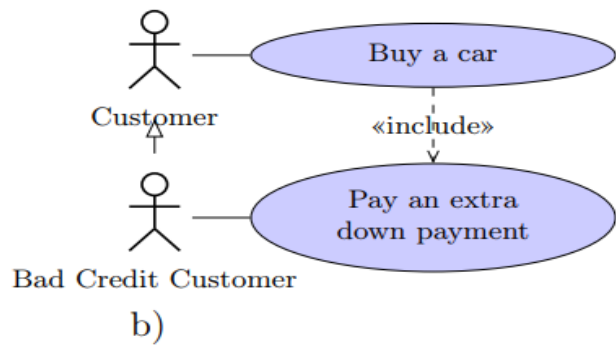 Buy a car
Customer
«include»
Pay an extra
down payment
Bad Credit Customer
b)